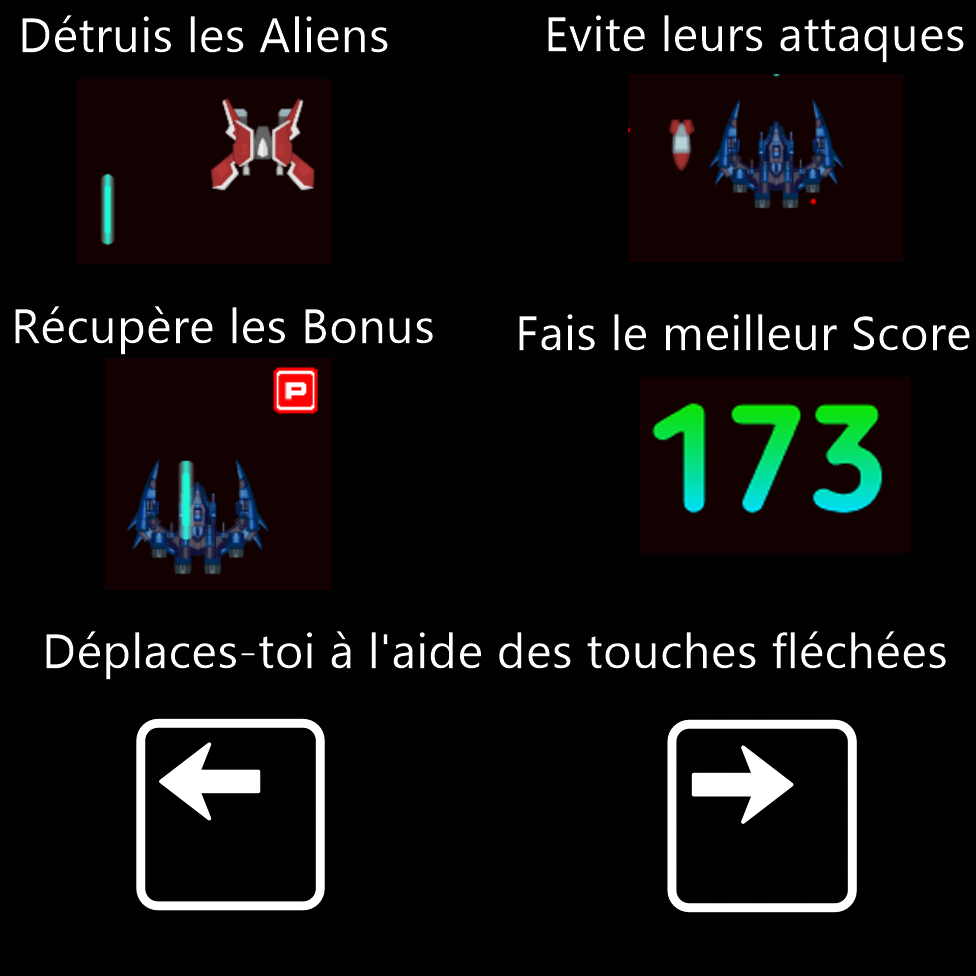 Détruis les Aliens
Evite leurs attaques
Récupère les Bonus
P
Fais le meilleur Score
173
Déplaces-toi à l'aide des touches fléchées